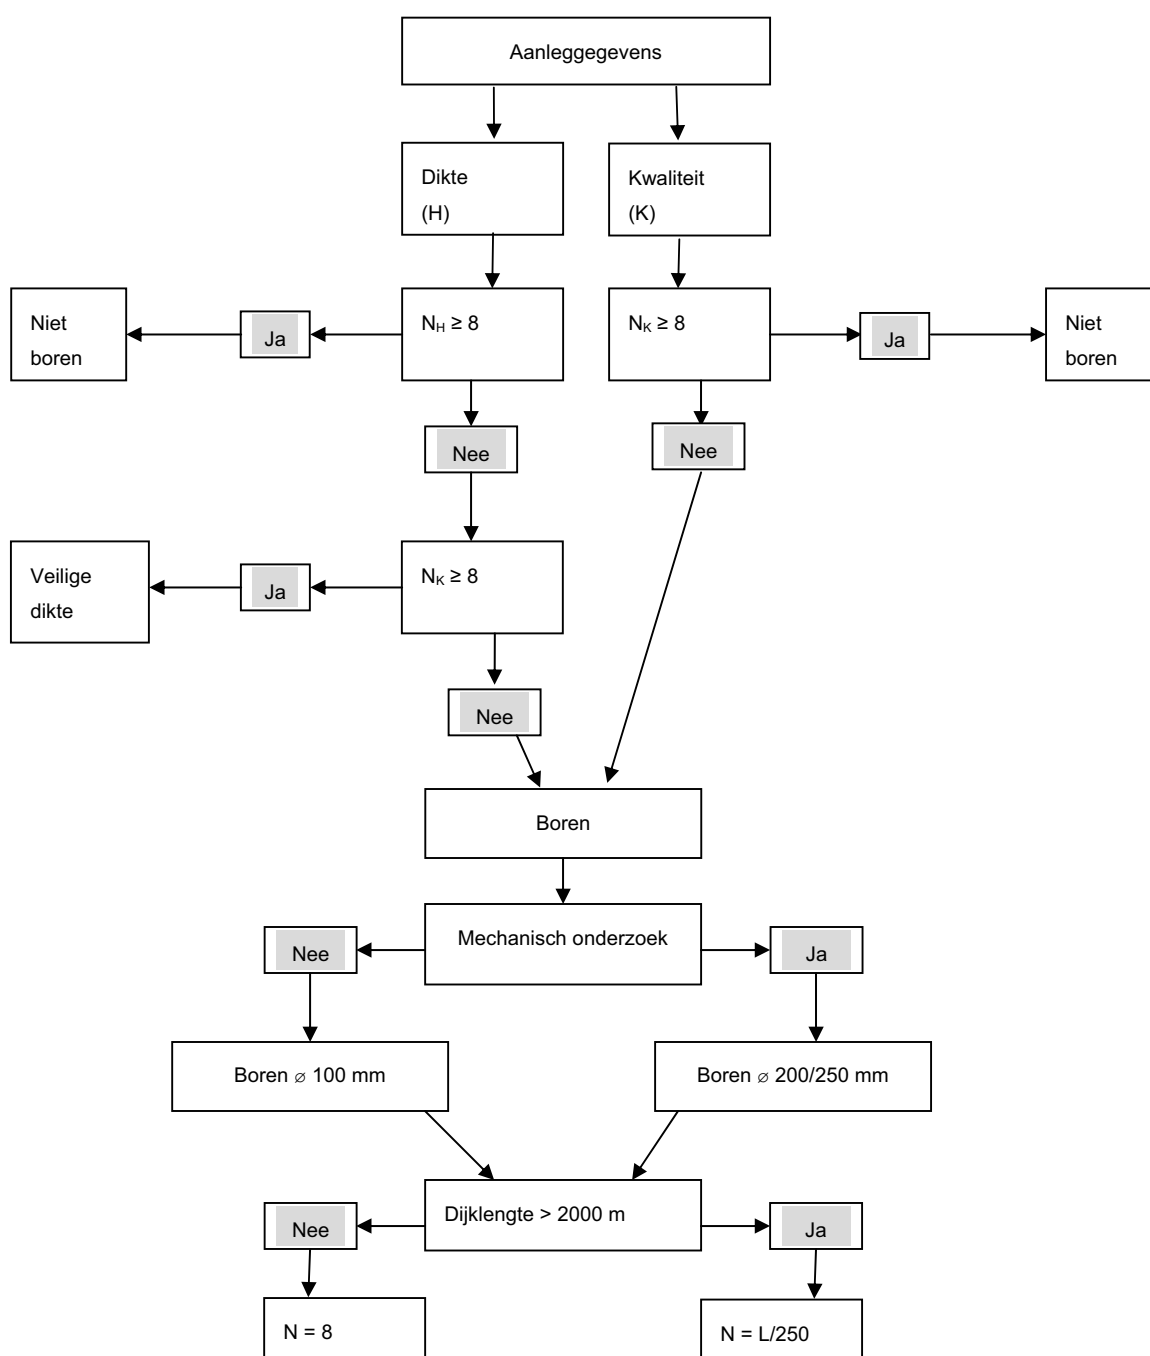 Aanleggegevens
Dikte
(H)
Kwaliteit
(K)
Niet
boren
Ja
N_H ≥ 8
N_K ≥ 8
Ja
Niet
boren
Nee
Nee
Veilige
dikte
Ja
N_K ≥ 8
Nee
Boren
Mechanisch onderzoek
Nee
Ja
Boren ⌀ 100 mm
Boren ⌀ 200/250 mm
Dijklengte > 2000 m
Nee
Ja
N = 8
N = L/250